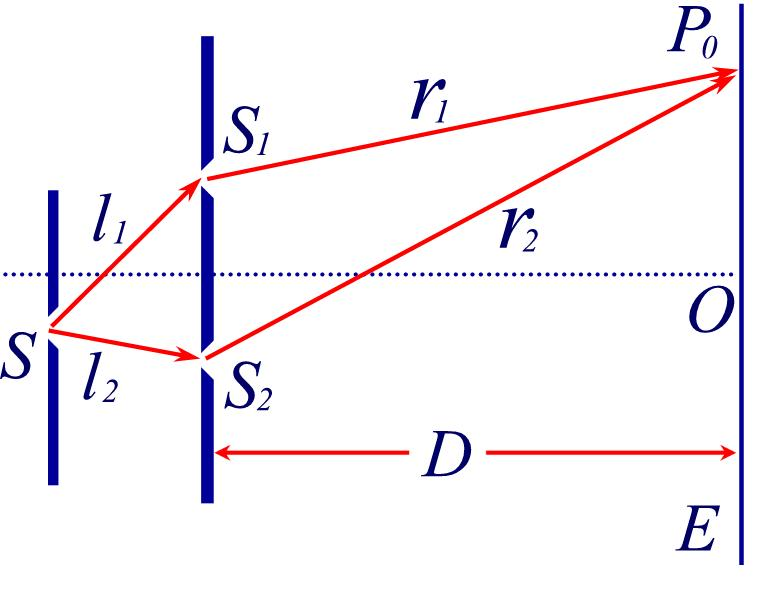 P₀
r₁
S₁
l₁
r₂
O
S
l₂
S₂
D
E